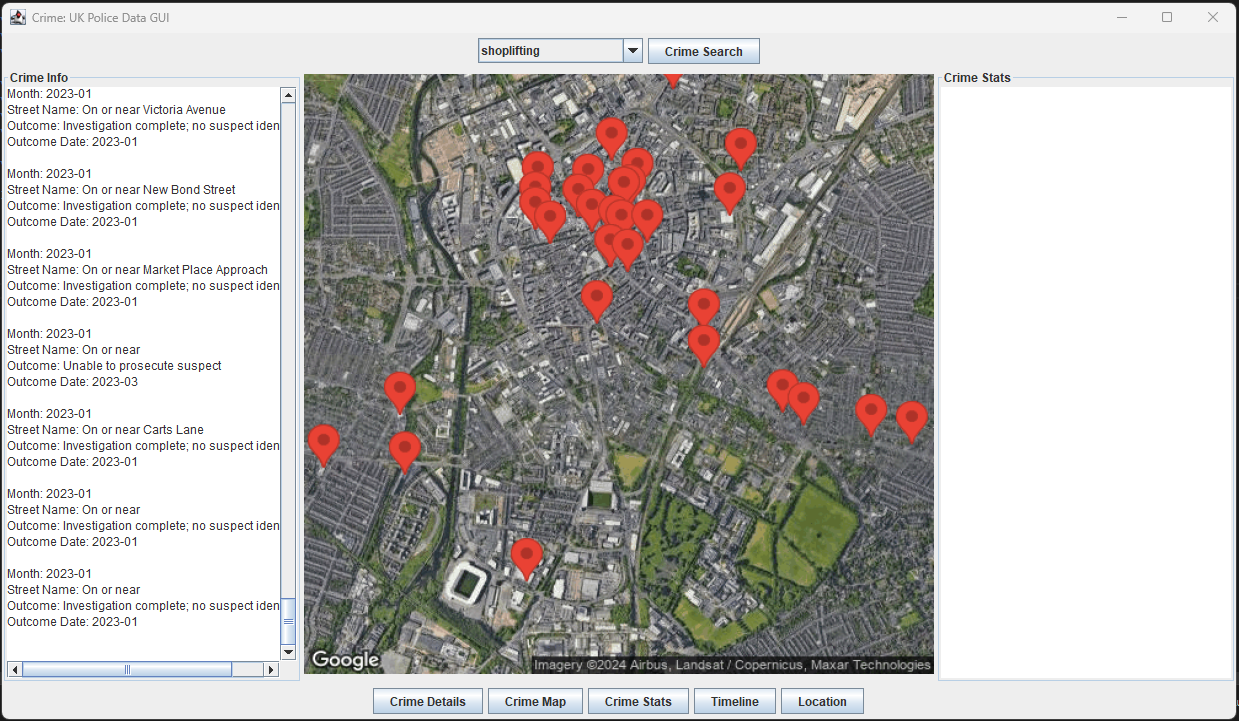 Crime: UK Police Data GUI
shoplifting
Crime Search
Crime Info
Month: 2023-01
Street Name: On or near Victoria Avenue
Outcome: Investigation complete; no suspect iden
Outcome Date: 2023-01
Month: 2023-01
Street Name: On or near New Bond Street
Outcome: Investigation complete; no suspect iden
Outcome Date: 2023-01
Month: 2023-01
Street Name: On or near Market Place Approach
Outcome: Investigation complete; no suspect iden
Outcome Date: 2023-01
Month: 2023-01
Street Name: On or near
Outcome: Unable to prosecute suspect
Outcome Date: 2023-03
Month: 2023-01
Street Name: On or near Carts Lane
Outcome: Investigation complete; no suspect iden
Outcome Date: 2023-01
Month: 2023-01
Street Name: On or near
Outcome: Investigation complete; no suspect iden
Outcome Date: 2023-01
Month: 2023-01
Street Name: On or near
Outcome: Investigation complete; no suspect iden
Outcome Date: 2023-01
Google
Imagery ©2024 Airbus, Landsat / Copernicus, Maxar Technologies
Crime Stats
Crime Details
Crime Map
Crime Stats
Timeline
Location